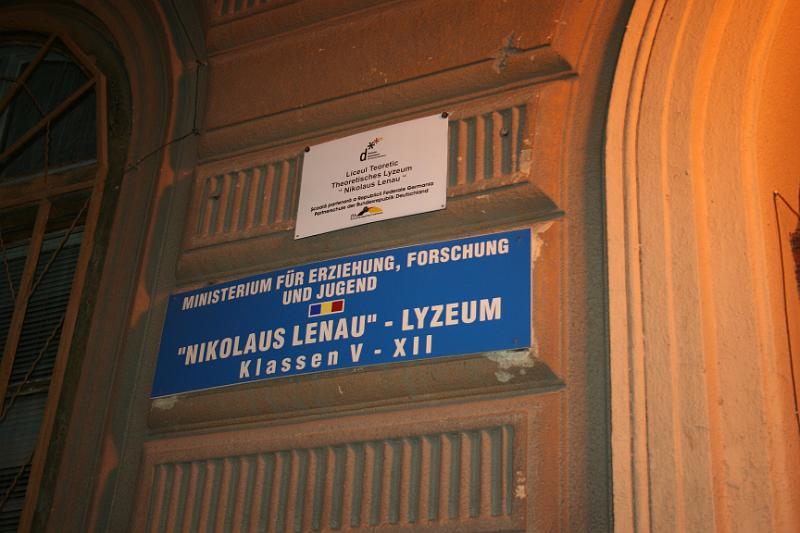 d
Liceul Teoretic
Theoretisches Lyzeum
"Nikolaus Lenau"
Școală parteneră a Republicii Federale Germania
Partnerschule der Bundesrepublik Deutschland
MINISTERIUM FÜR ERZIEHUNG, FORSCHUNG
UND JUGEND
"NIKOLAUS LENAU" - LYZEUM
Klassen V - XII